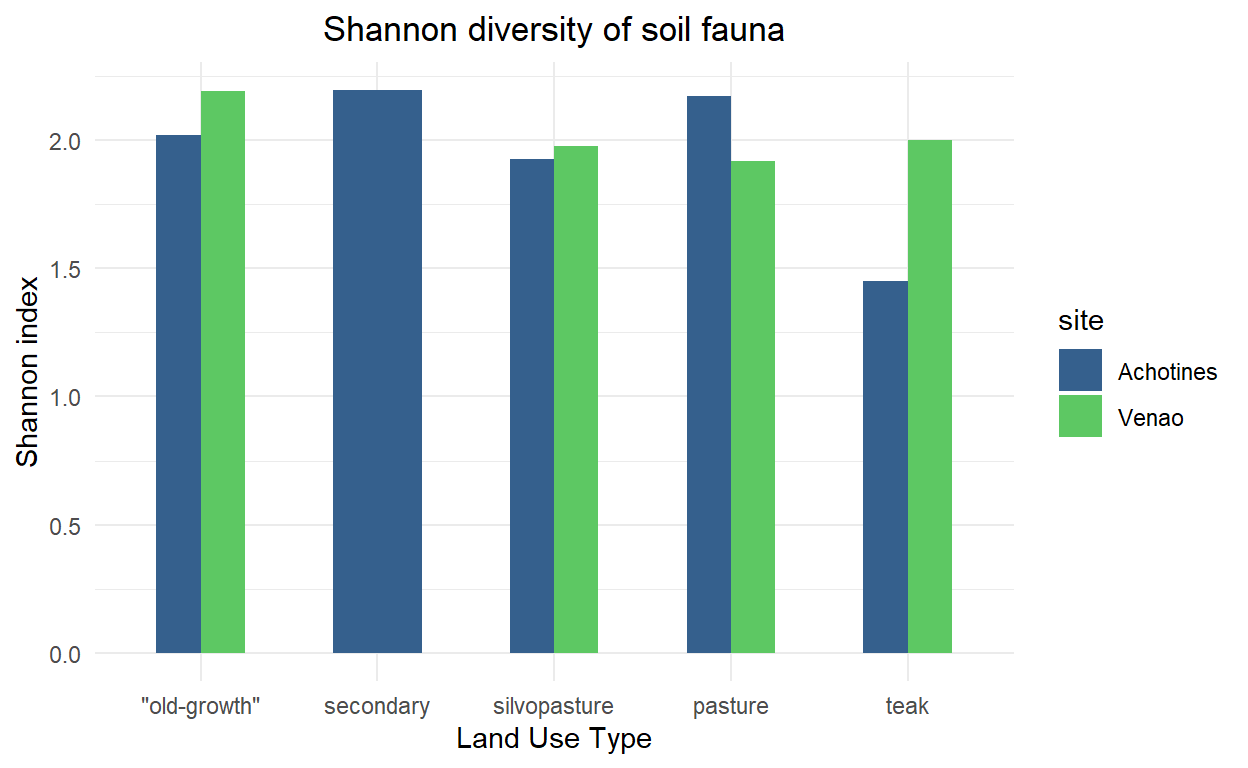 Shannon diversity of soil fauna
Shannon index
2.0
1.5
1.0
0.5
0.0
"old-growth" secondary silvopasture pasture teak
Land Use Type
site
Achotines
Venao